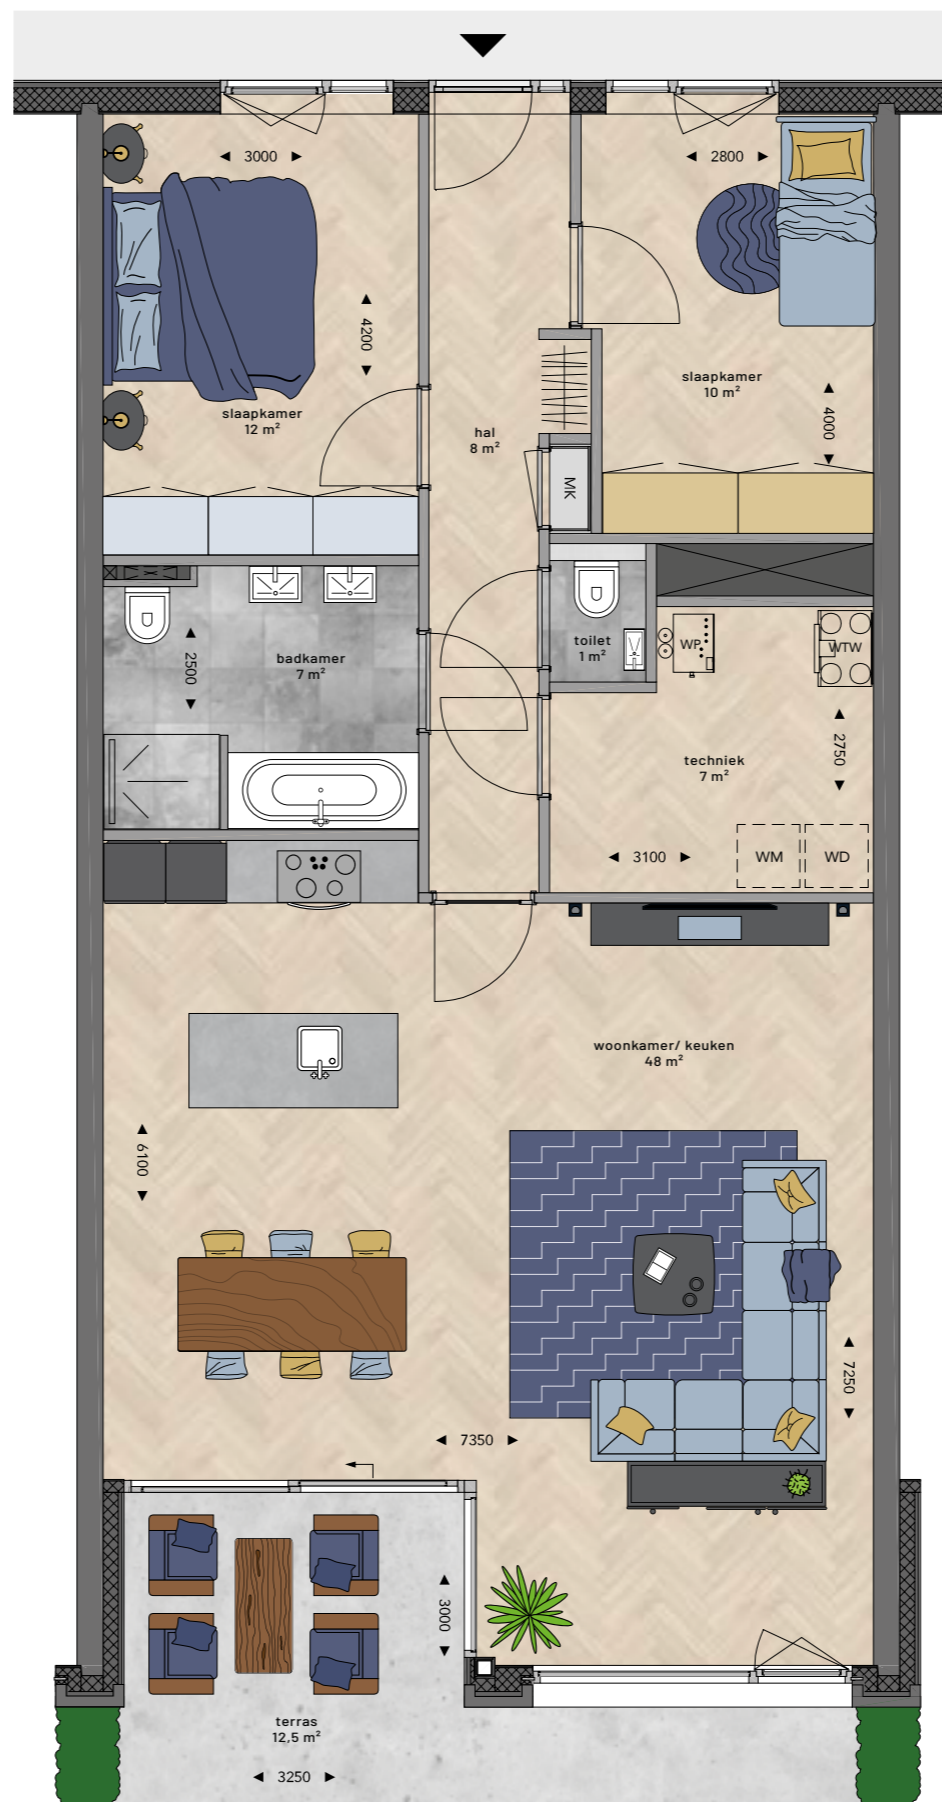 3000
2800
4200
slaapkamer
12 m²
slaapkamer
10 m²
4000
hal
8 m²
MK
badkamer
7 m²
2500
toilet
1 m²
WP
WTW
techniek
7 m²
2750
3100
WM
WD
woonkamer/ keuken
48 m²
6100
7250
7350
3000
terras
12,5 m²
3250